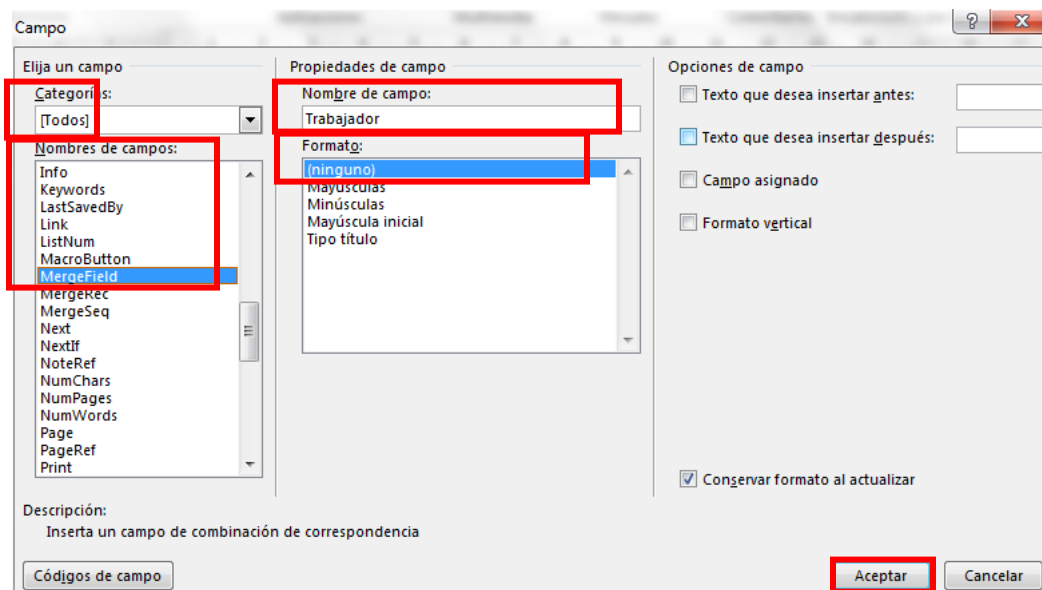 Campo
Elija un campo
Categorías:
[Todos]
Nombres de campos:
Info
Keywords
LastSavedBy
Link
ListNum
MacroButton
MergeField
MergeRec
MergeSeq
Next
NextIf
NoteRef
NumChars
NumPages
NumWords
Page
PageRef
Print
Propiedades de campo
Nombre de campo:
Trabajador
Formato:
(ninguno)
Mayúsculas
Minúsculas
Mayúscula inicial
Tipo título
Opciones de campo
Texto que desea insertar antes:
Texto que desea insertar después:
Campo asignado
Formato vertical
Conservar formato al actualizar
Descripción:
Inserta un campo de combinación de correspondencia
Códigos de campo
Aceptar
Cancelar